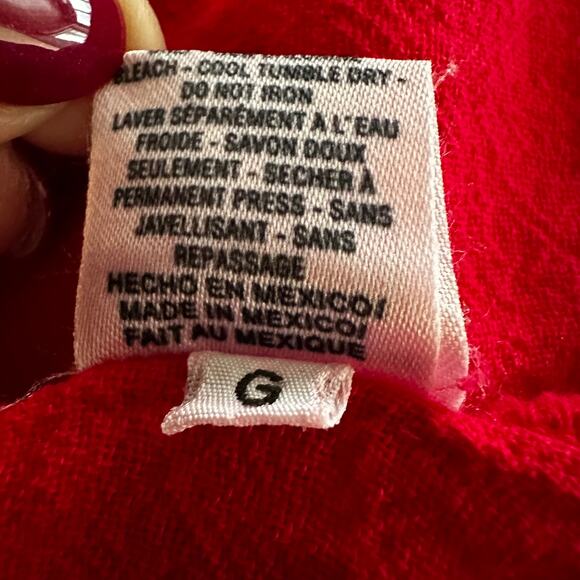 BLEACH - COOL TUMBLE DRY -
DO NOT IRON
LAVER SÉPARÉMENT À L'EAU
FROIDE - SAVON DOUX
SEULEMENT - SECHER À
PERMANENT PRESS - SANS
JAVELLISANT - SANS
REPASSAGE
HECHO EN MEXICO/
MADE IN MEXICO/
FAIT AU MEXIQUE
G